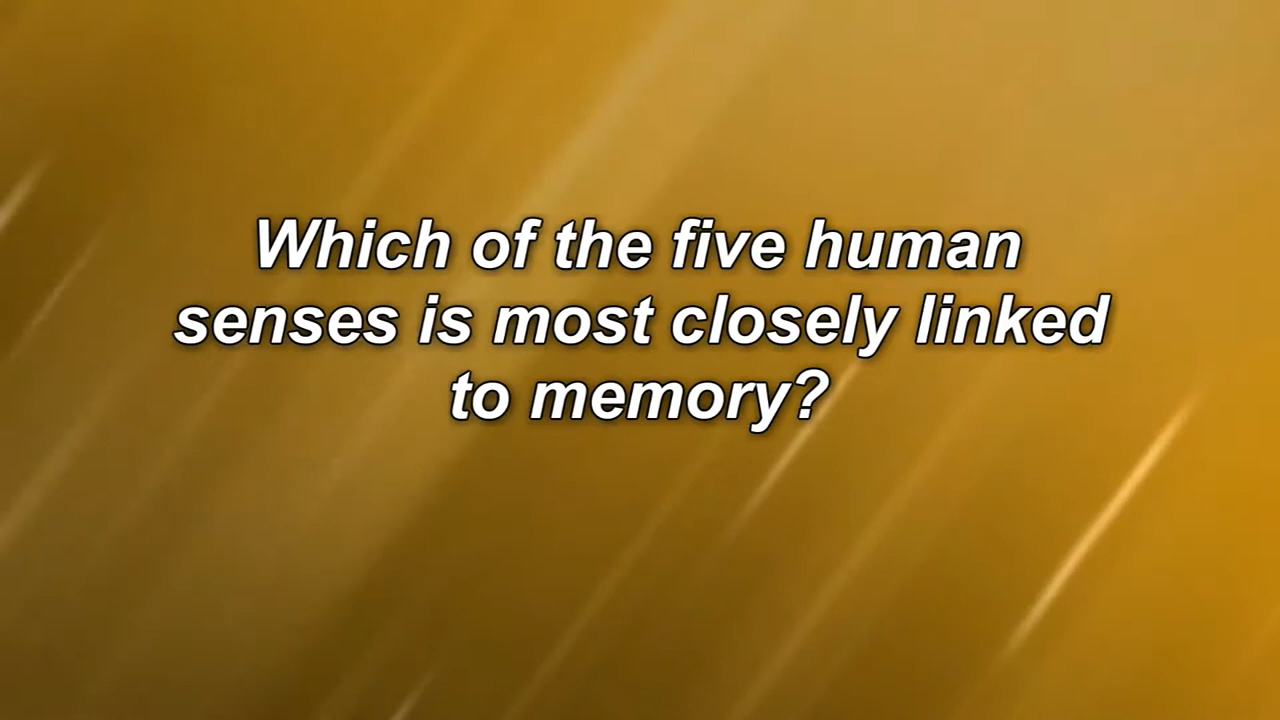 Which of the five human
senses is most closely linked
to memory?